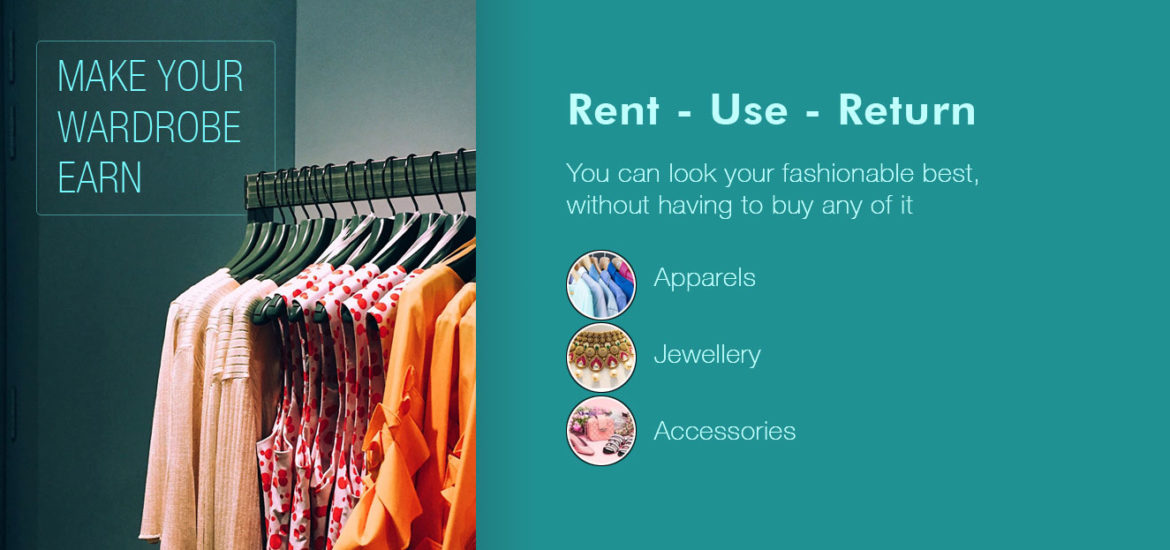 MAKE YOUR
WARDROBE
EARN
Rent - Use - Return
You can look your fashionable best,
without having to buy any of it
Apparels
Jewellery
Accessories